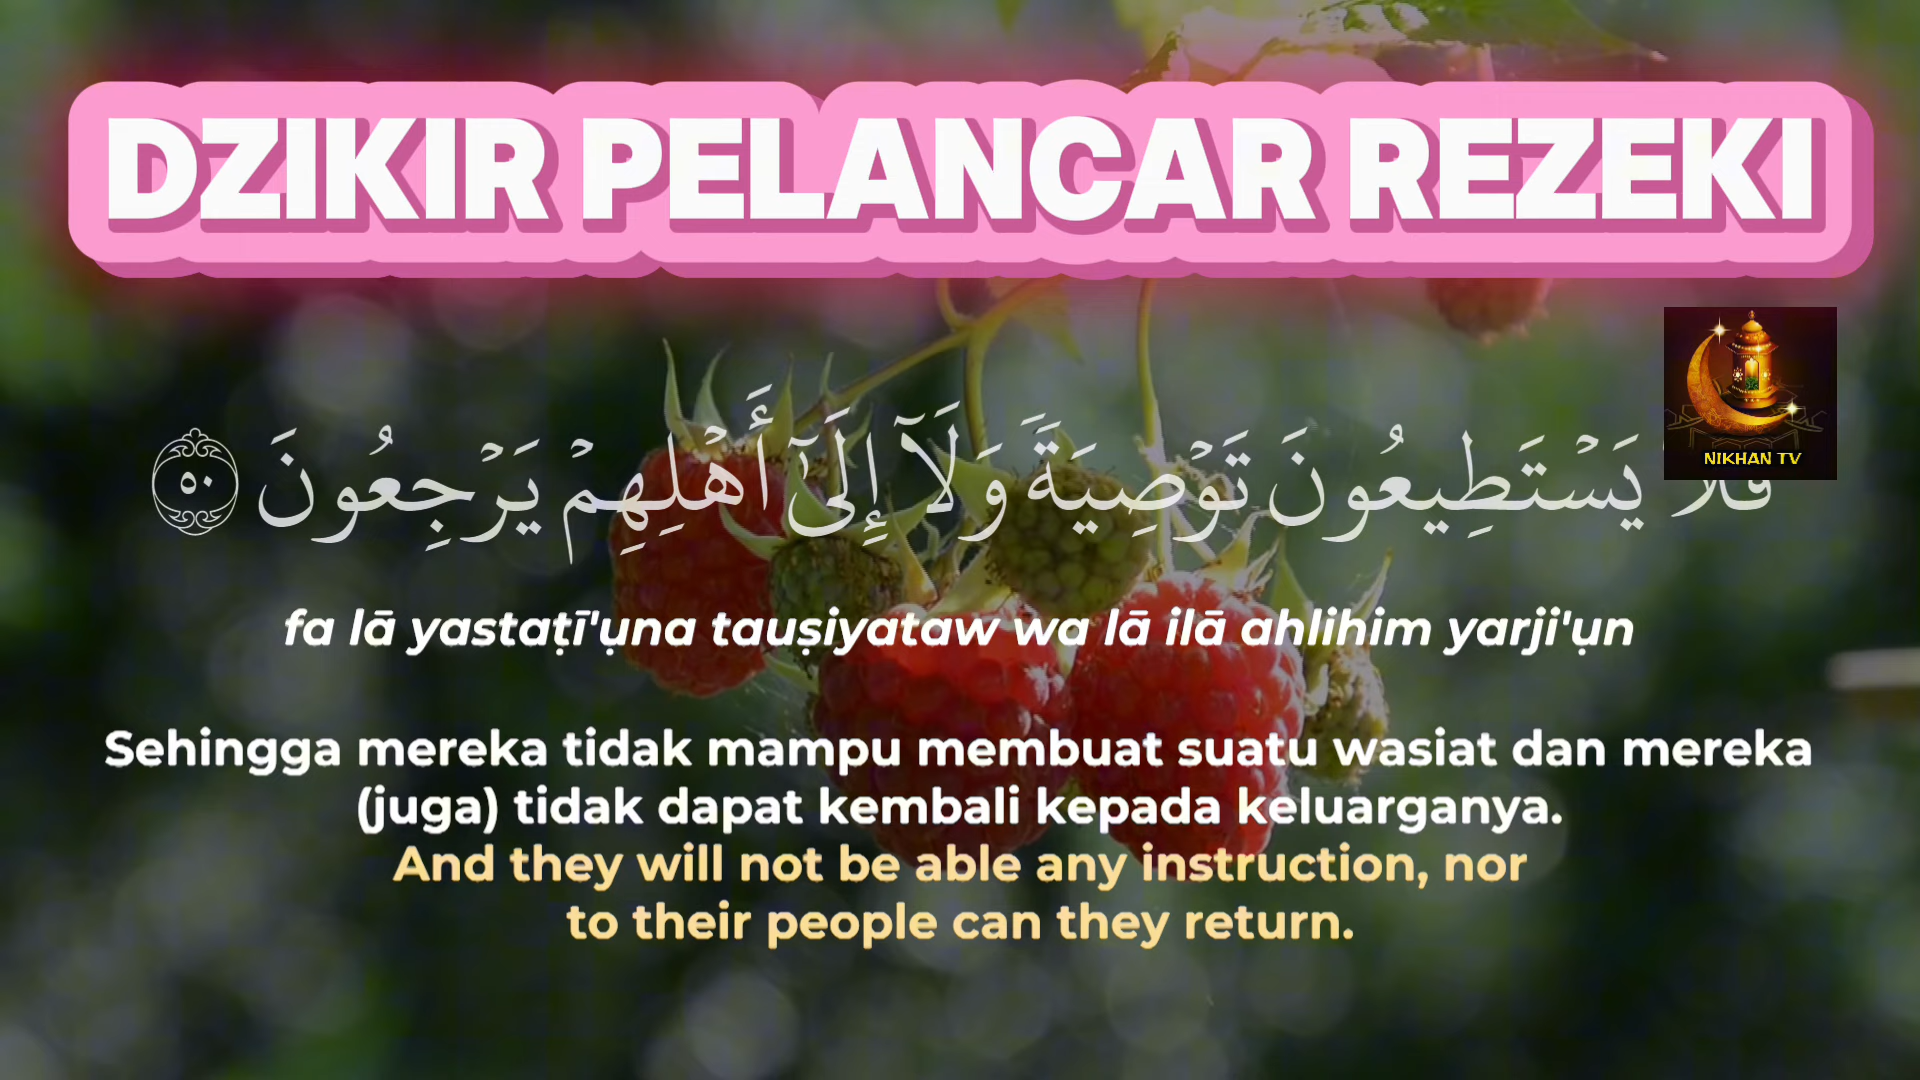 DZIKIR PELANCAR REZEKI
NIKHAN TV
فَلَا يَسْتَطِيعُونَ تَوْصِيَةً وَلَآ إِلَىٰٓ أَهْلِهِمْ يَرْجِعُونَ ٥٠
fa lā yastaṭī'ụna tauṣiyataw wa lā ilā ahlihim yarji'ụn
Sehingga mereka tidak mampu membuat suatu wasiat dan mereka
(juga) tidak dapat kembali kepada keluarganya.
And they will not be able any instruction, nor
to their people can they return.